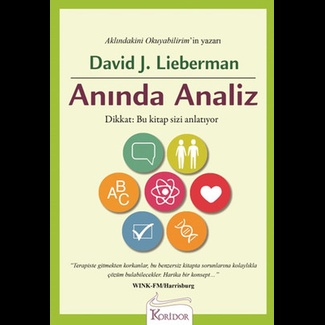 Aklındakini Okuyabilirim'in yazarı
David J. Lieberman
Anında Analiz
Dikkat: Bu kitap sizi anlatıyor
A B
C
"Terapiste gitmekten korkanlar, bu benzersiz kitapta sorunlarına kolaylıkla
çözüm bulabilecekler. Harika bir konsept..."
WINK-FM/Harrisburg
KORİDOR